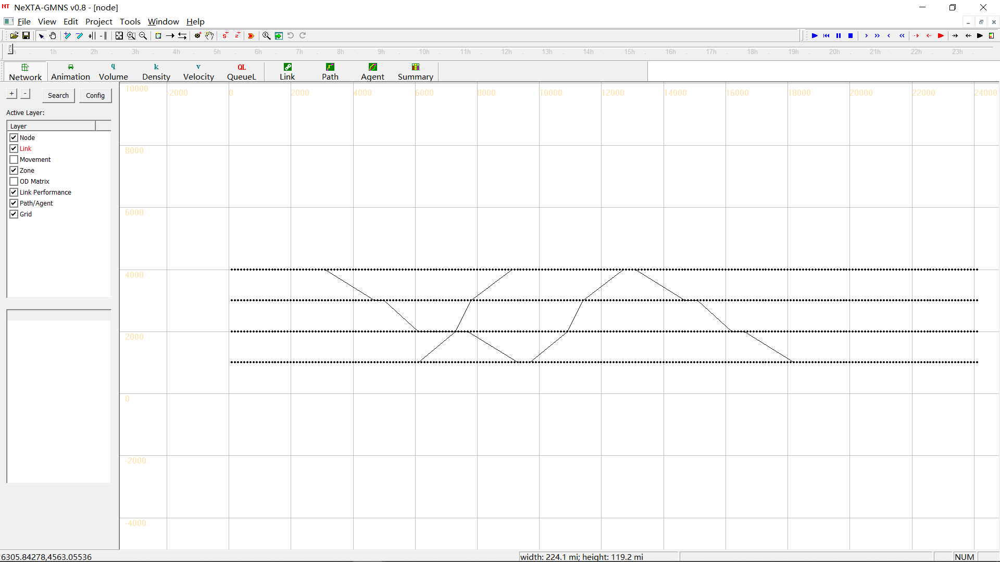 NT NeXTA-GMNS v0.8 - [node]
File View Edit Project Tools Window Help
1h 2h 3h 4h 5h 6h 7h 8h 9h 10h 11h 12h 13h 14h 15h 16h 17h 18h 19h 20h 21h 22h 23h
q k v QL
Network Animation Volume Density Velocity QueueL Link Path Agent Summary
+ - Search Config
Active Layer:
Layer
Node
Link
Movement
Zone
OD Matrix
Link Performance
Path/Agent
Grid
10000
-2000 0 2000 4000 6000 8000 10000 12000 14000 16000 18000 20000 22000 24000
8000
6000
4000
2000
0
-2000
-4000
6305.84278,4563.05536 width: 224.1 mi; height: 119.2 mi NUM